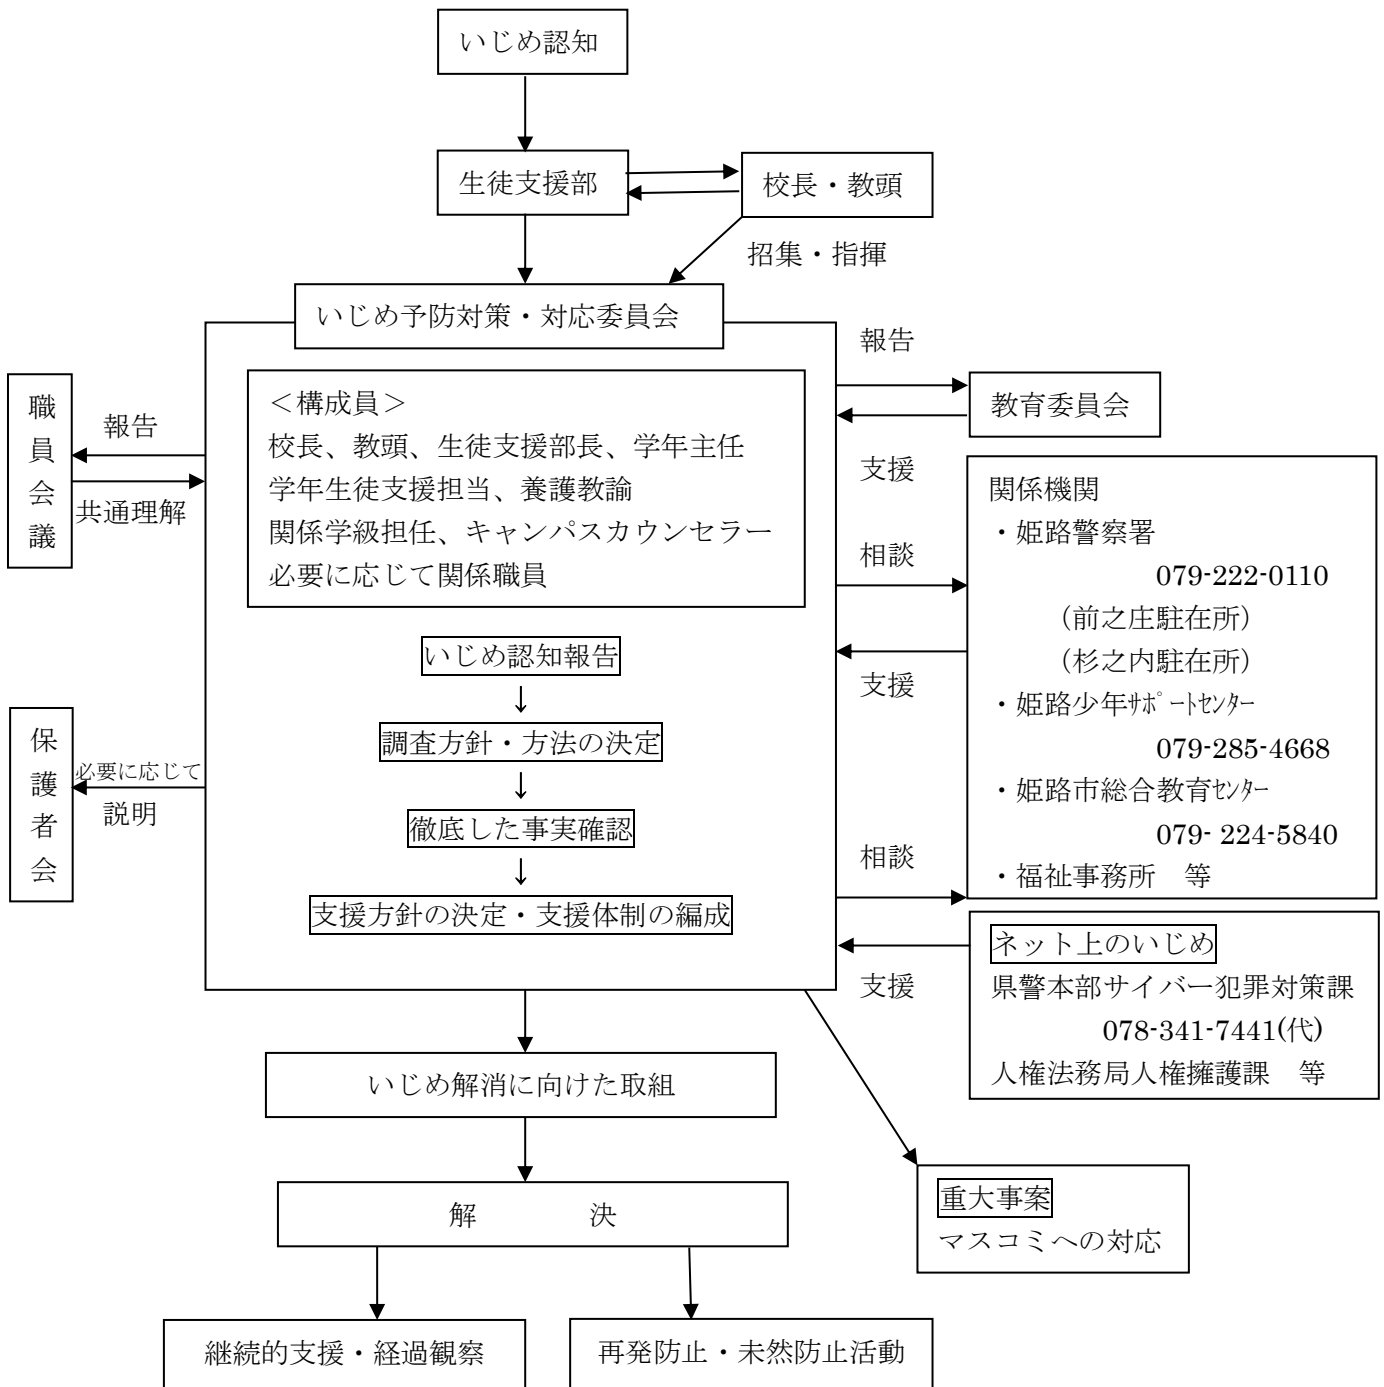 いじめ認知
生徒支援部
校長・教頭
招集・指揮
いじめ予防対策・対応委員会
＜構成員＞
校長、教頭、生徒支援部長、学年主任
学年生徒支援担当、養護教諭
関係学級担任、キャンパスカウンセラー
必要に応じて関係職員
いじめ認知報告
↓
調査方針・方法の決定
↓
徹底した事実確認
↓
支援方針の決定・支援体制の編成
職員会議
報告
共通理解
保護者会
必要に応じて
説明
報告
教育委員会
支援
相談
支援
関係機関
・姫路警察署
079-222-0110
（前之庄駐在所）
（杉之内駐在所）
・姫路少年ｻﾎﾟｰﾄｾﾝﾀｰ
079-285-4668
・姫路市総合教育ｾﾝﾀｰ
079- 224-5840
・福祉事務所　等
相談
支援
ネット上のいじめ
県警本部サイバー犯罪対策課
078-341-7441(代)
人権法務局人権擁護課　等
いじめ解消に向けた取組
解　　　　決
重大事案
マスコミへの対応
継続的支援・経過観察
再発防止・未然防止活動